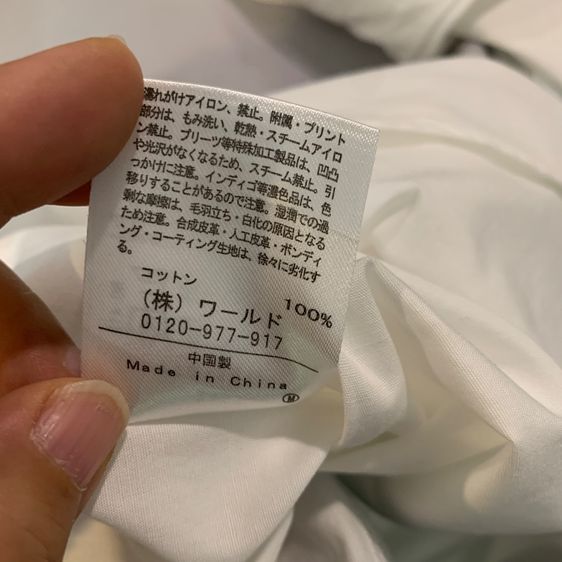 濡れがけアイロン、禁止。附属・プリント
部分は、もみ洗い、乾熱・スチームアイロ
ン禁止。プリーツ等特殊加工製品は、凹凸
や光沢がなくなるため、スチーム禁止。引
っかけに注意。インディゴ等濃色品は、色
移りすることがあるので注意。湿潤での過
剰な摩擦は、毛羽立ち・白化の原因となる
ため注意。合成皮革・人工皮革・ボンディ
ング・コーティング生地は、徐々に劣化す
る。
コットン 100%
(株) ワールド
0120-977-917
中国製
Made in China
M